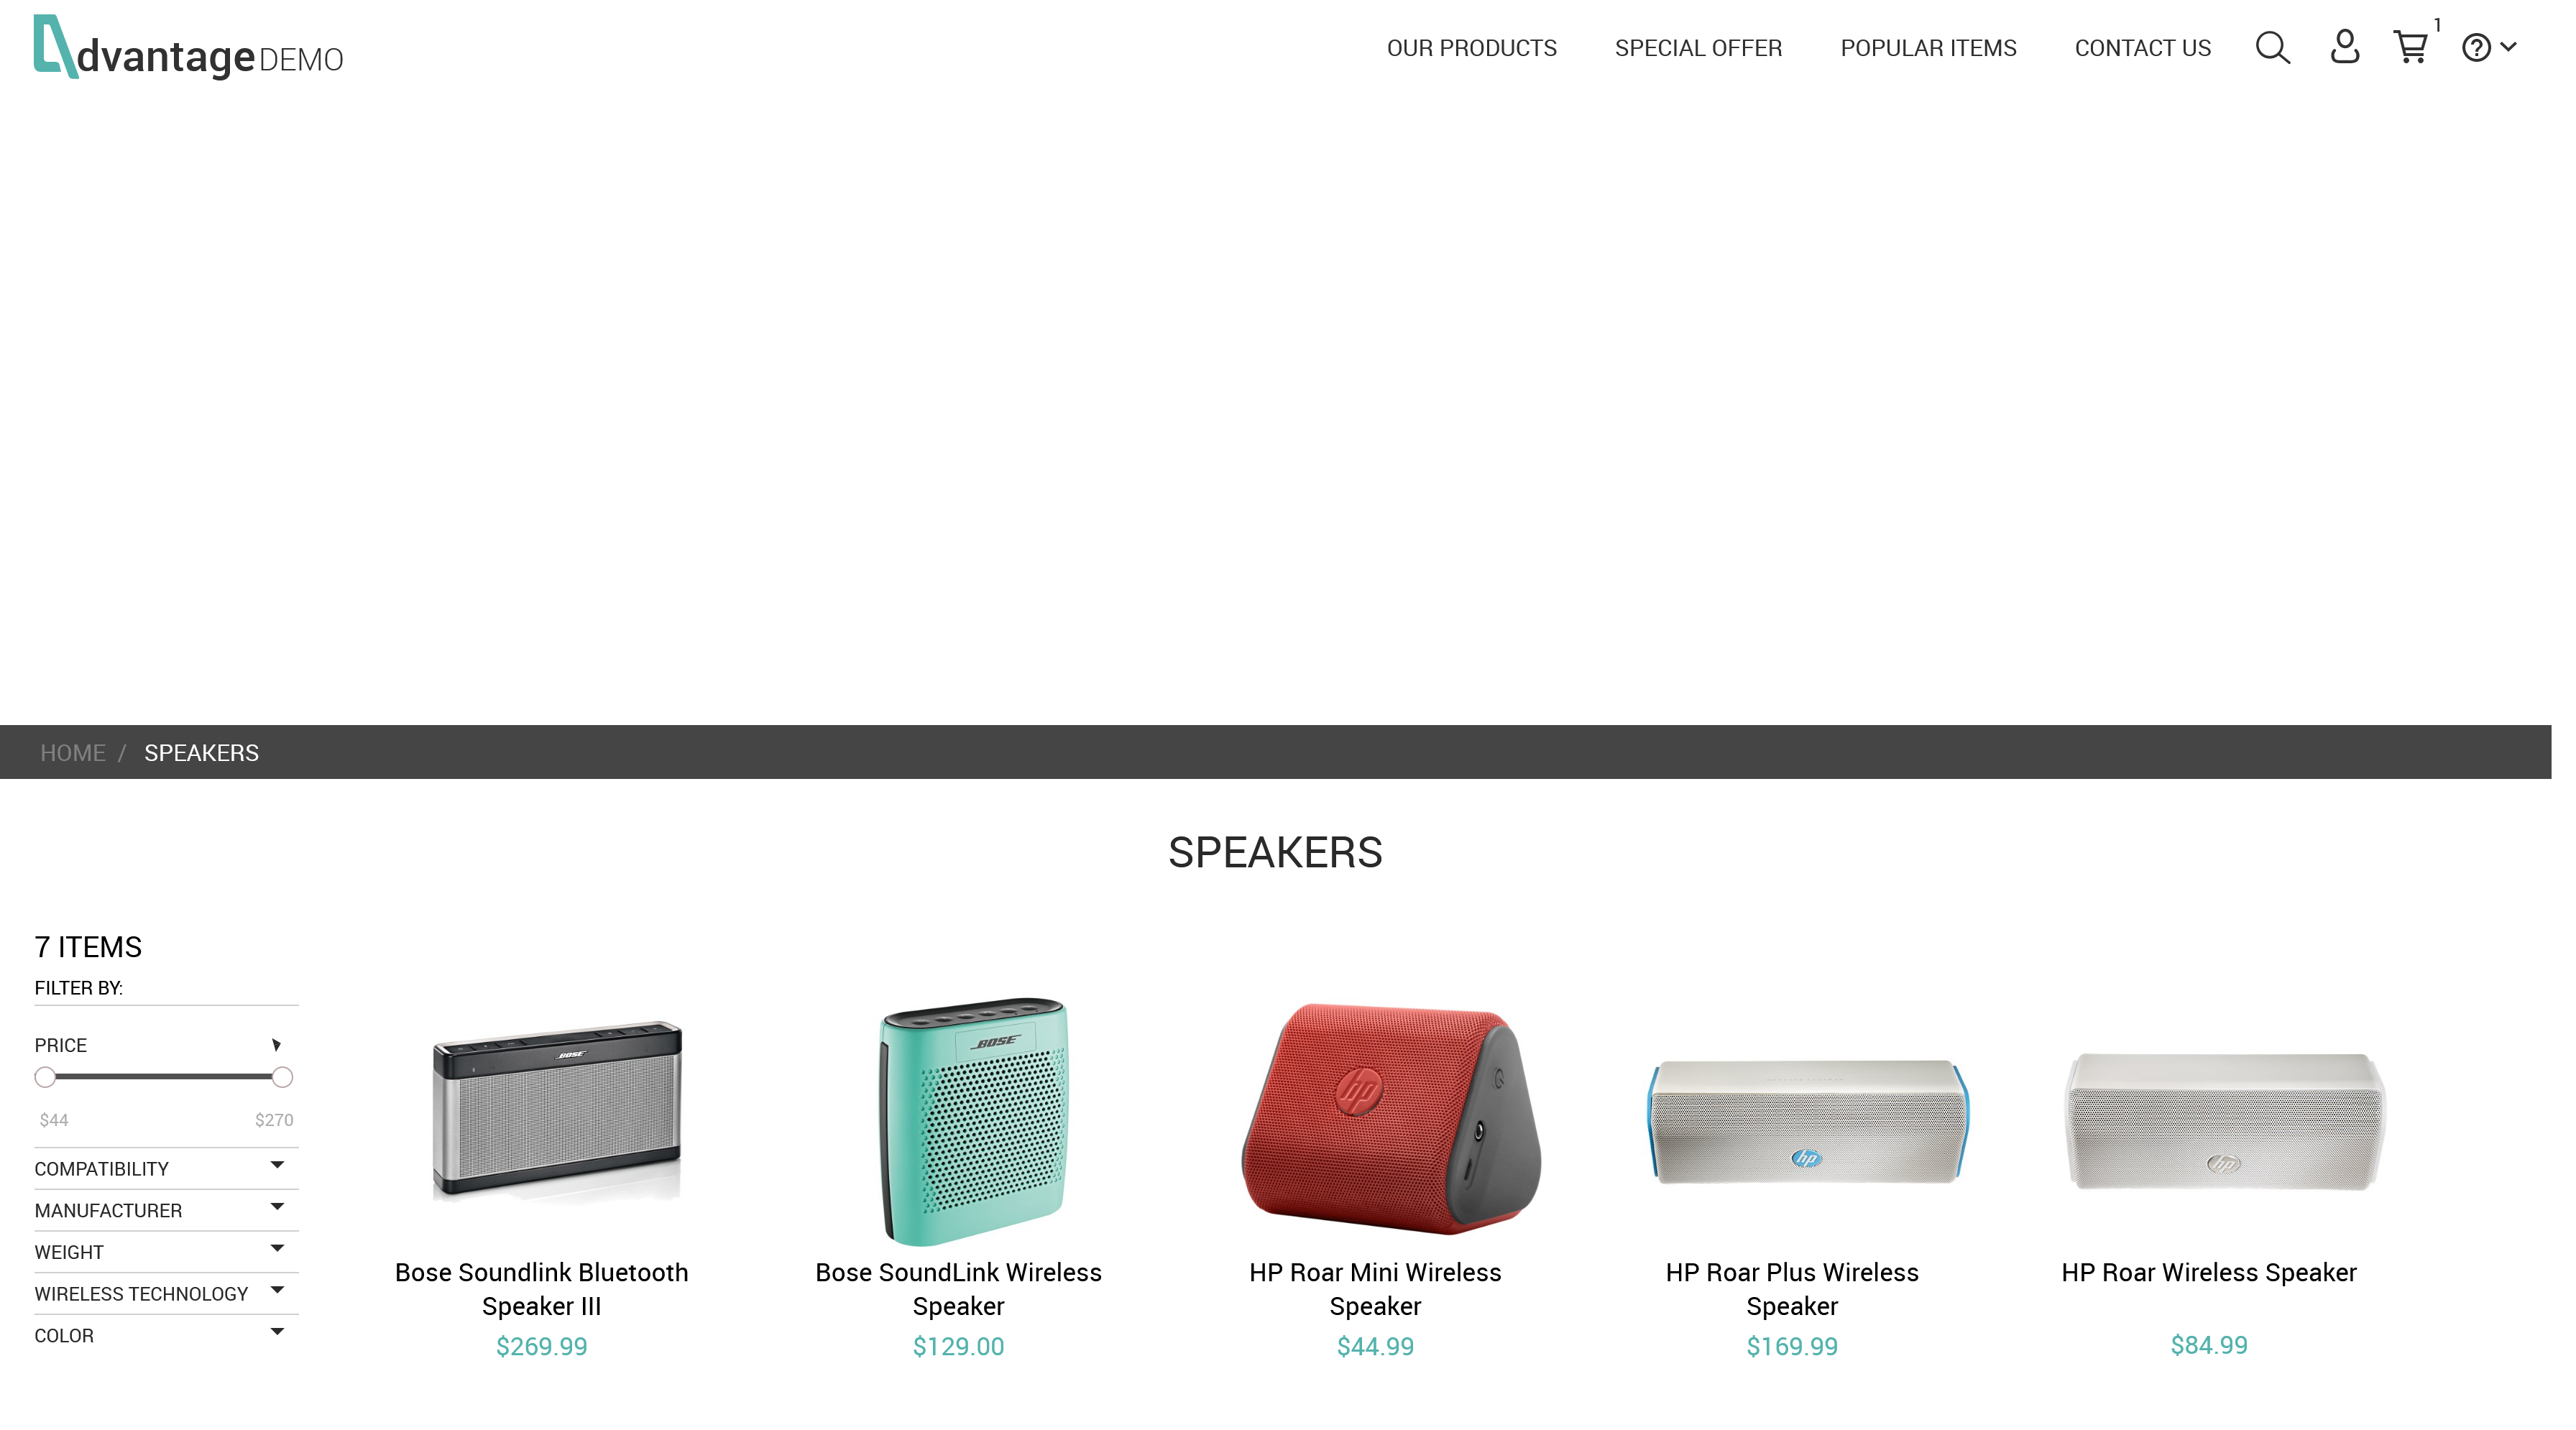 dvantage DEMO
OUR PRODUCTS SPECIAL OFFER POPULAR ITEMS CONTACT US 1
HOME / SPEAKERS
SPEAKERS
7 ITEMS
FILTER BY:
PRICE
$44 $270
COMPATIBILITY
MANUFACTURER
WEIGHT
WIRELESS TECHNOLOGY
COLOR
BOSE
Bose Soundlink Bluetooth
Speaker III
$269.99
BOSE
Bose SoundLink Wireless
Speaker
$129.00
hp
HP Roar Mini Wireless
Speaker
$44.99
hp
HP Roar Plus Wireless
Speaker
$169.99
hp
HP Roar Wireless Speaker
$84.99